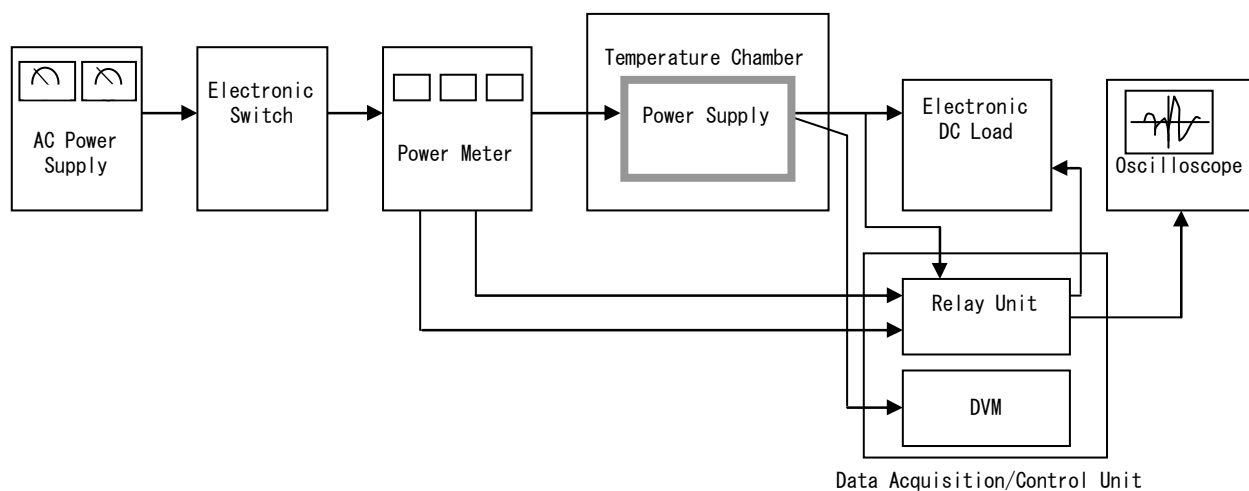 AC Power
Supply
Electronic
Switch
Power Meter
Temperature Chamber
Power Supply
Electronic
DC Load
Oscilloscope
Relay Unit
DVM
Data Acquisition/Control Unit